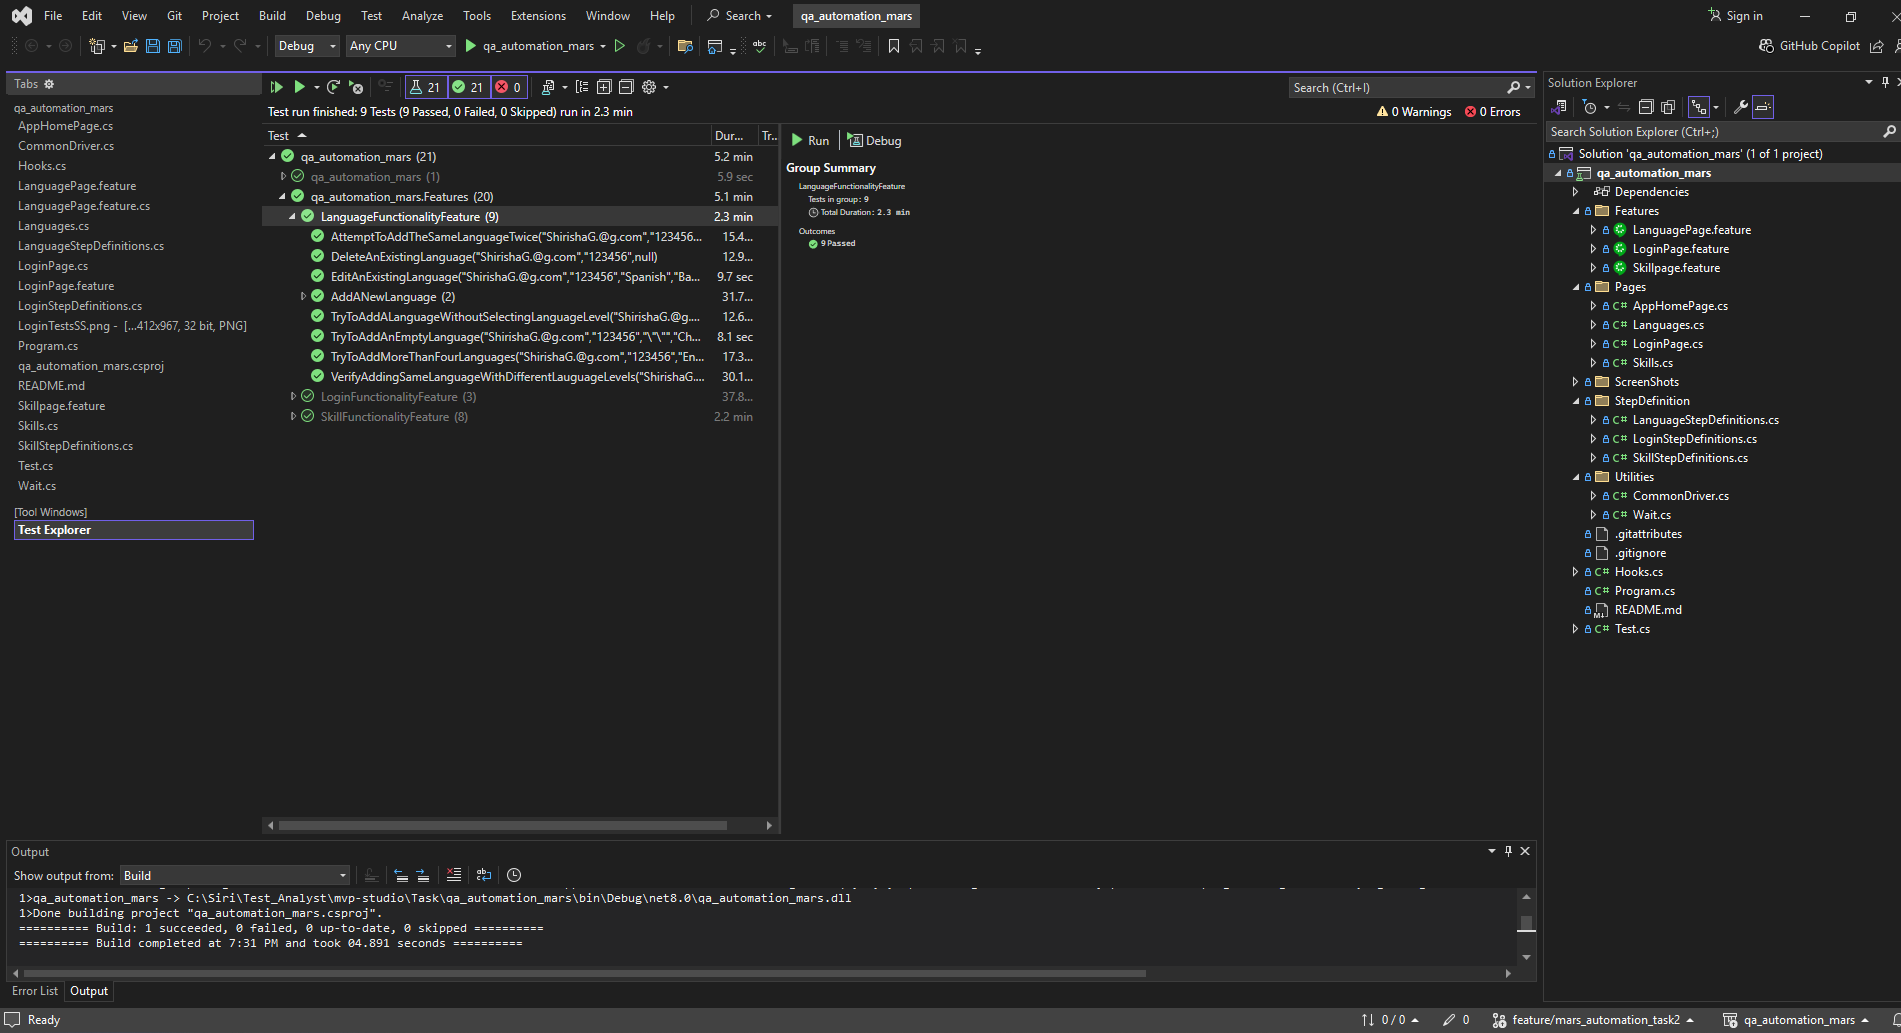 File Edit View Git Project Build Debug Test Analyze Tools Extensions Window Help Search qa_automation_mars Sign in
Debug Any CPU qa_automation_mars GitHub Copilot
Tabs
qa_automation_mars
AppHomePage.cs
CommonDriver.cs
Hooks.cs
LanguagePage.feature
LanguagePage.feature.cs
Languages.cs
LanguageStepDefinitions.cs
LoginPage.cs
LoginPage.feature
LoginStepDefinitions.cs
LoginTestsSS.png - [...412x967, 32 bit, PNG]
Program.cs
qa_automation_mars.csproj
README.md
Skillpage.feature
Skills.cs
SkillStepDefinitions.cs
Test.cs
Wait.cs
[Tool Windows]
Test Explorer
21 21 0
Search (Ctrl+I)
Test run finished: 9 Tests (9 Passed, 0 Failed, 0 Skipped) run in 2.3 min
0 Warnings 0 Errors
Test Dur... Tr...
qa_automation_mars (21) 5.2 min
qa_automation_mars (1) 5.9 sec
qa_automation_mars.Features (20) 5.1 min
LanguageFunctionalityFeature (9) 2.3 min
AttemptToAddTheSameLanguageTwice("ShirishaG.@g.com","123456... 15.4...
DeleteAnExistingLanguage("ShirishaG.@g.com","123456",null) 12.9...
EditAnExistingLanguage("ShirishaG.@g.com","123456","Spanish","Ba... 9.7 sec
AddANewLanguage (2) 31.7...
TryToAddALanguageWithoutSelectingLanguageLevel("ShirishaG.@g.... 12.6...
TryToAddAnEmptyLanguage("ShirishaG.@g.com","123456","\"\"","Ch... 8.1 sec
TryToAddMoreThanFourLanguages("ShirishaG.@g.com","123456","En... 17.3...
VerifyAddingSameLanguageWithDifferentLauguageLevels("ShirishaG.... 30.1...
LoginFunctionalityFeature (3) 37.8...
SkillFunctionalityFeature (8) 2.2 min
Run Debug
Group Summary
LanguageFunctionalityFeature
Tests in group: 9
Total Duration: 2.3 min
Outcomes
9 Passed
Solution Explorer
Search Solution Explorer (Ctrl+;)
Solution 'qa_automation_mars' (1 of 1 project)
qa_automation_mars
Dependencies
Features
LanguagePage.feature
LoginPage.feature
Skillpage.feature
Pages
C# AppHomePage.cs
C# Languages.cs
C# LoginPage.cs
C# Skills.cs
ScreenShots
StepDefinition
C# LanguageStepDefinitions.cs
C# LoginStepDefinitions.cs
C# SkillStepDefinitions.cs
Utilities
C# CommonDriver.cs
C# Wait.cs
.gitattributes
.gitignore
C# Hooks.cs
C# Program.cs
README.md
C# Test.cs
Output
Show output from: Build
1>qa_automation_mars -> C:\Siri\Test_Analyst\mvp-studio\Task\qa_automation_mars\bin\Debug\net8.0\qa_automation_mars.dll
1>Done building project "qa_automation_mars.csproj".
========== Build: 1 succeeded, 0 failed, 0 up-to-date, 0 skipped ==========
========== Build completed at 7:31 PM and took 04.891 seconds ==========
Error List Output
Ready 0 / 0 0 feature/mars_automation_task2 qa_automation_mars